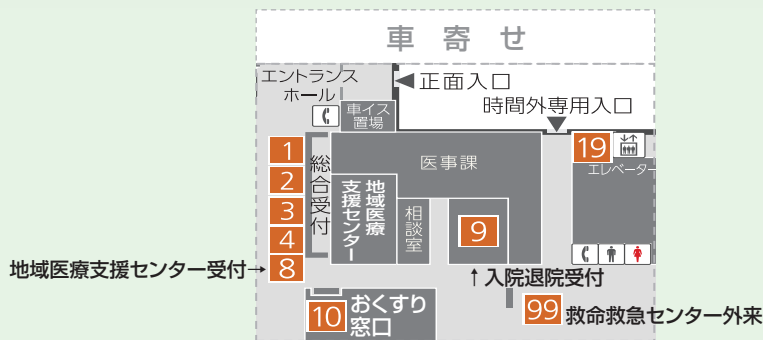 車寄せ
エントランス
ホール
正面入口
時間外専用入口
車イス
置場
19
エレベーター
1
2
3
4
総合受付
医事課
地域医療
支援センター
相談室
9
地域医療支援センター受付→
8
↑入院退院受付
10
おくすり
窓口
99
救命救急センター外来